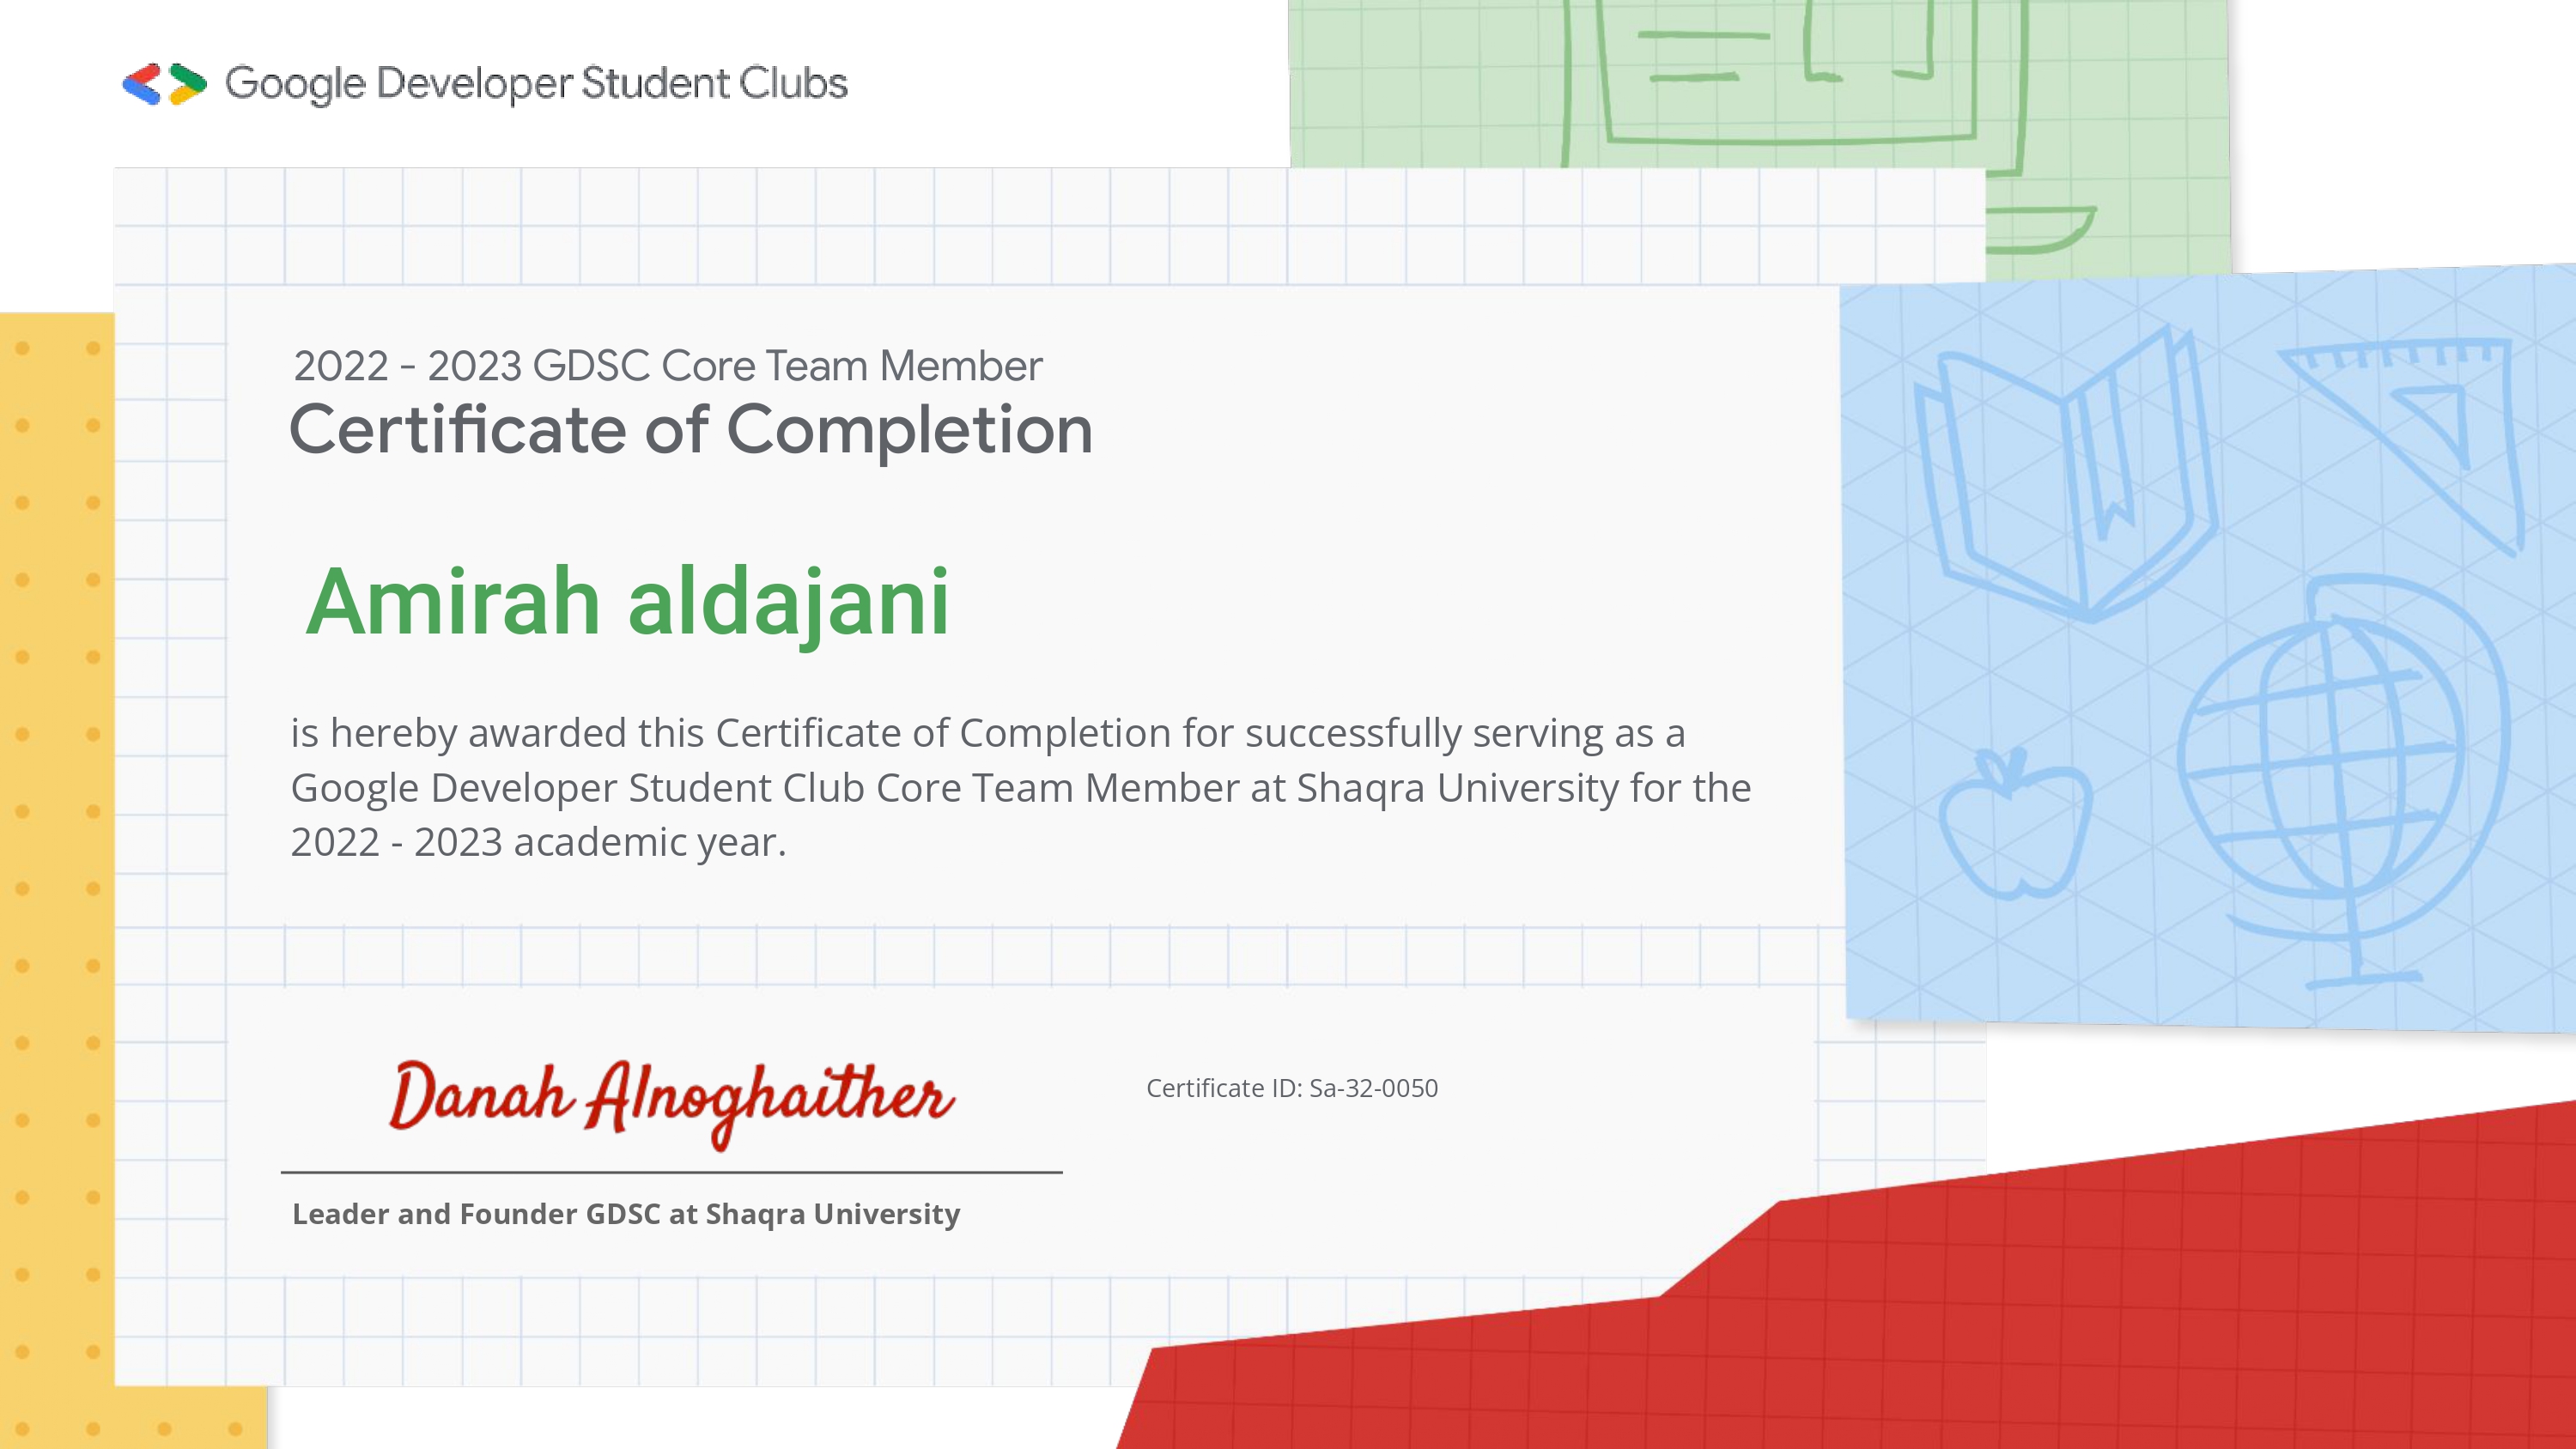 Google Developer Student Clubs
2022 - 2023 GDSC Core Team Member
Certificate of Completion
Amirah aldajani
is hereby awarded this Certificate of Completion for successfully serving as a
Google Developer Student Club Core Team Member at Shaqra University for the
2022 - 2023 academic year.
Danah Alnoghaither
Certificate ID: Sa-32-0050
Leader and Founder GDSC at Shaqra University